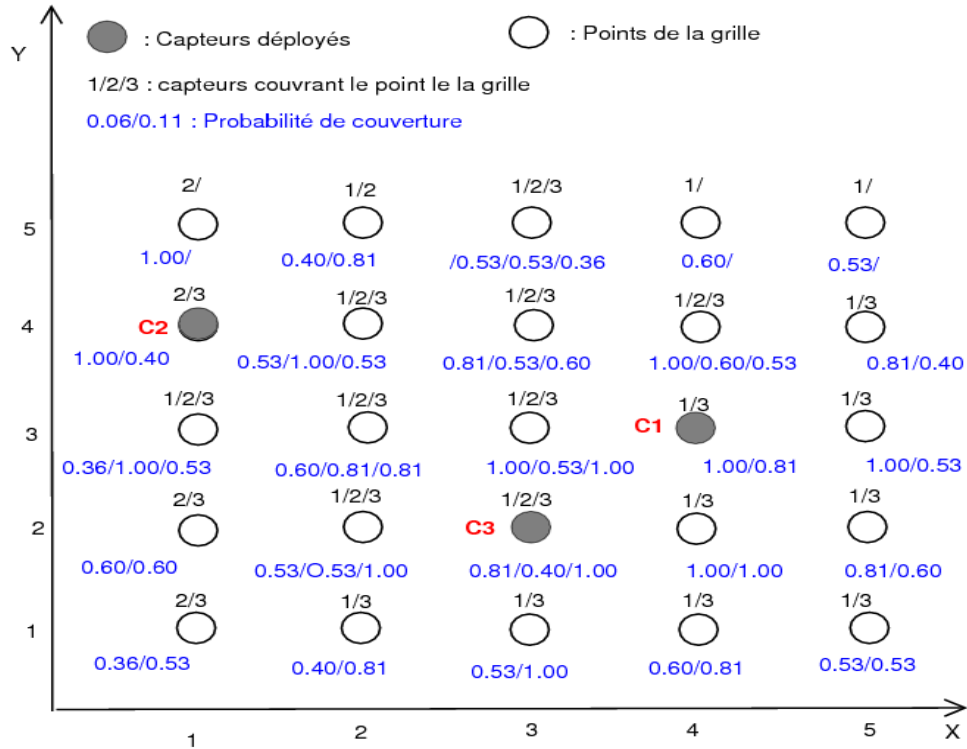 Y
: Capteurs déployés
: Points de la grille
1/2/3 : capteurs couvrant le point le la grille
0.06/0.11 : Probabilité de couverture
2/ 1/2 1/2/3 1/ 1/
5
1.00/ 0.40/0.81 /0.53/0.53/0.36 0.60/ 0.53/
2/3 1/2/3 1/2/3 1/2/3 1/3
4 C2
1.00/0.40 0.53/1.00/0.53 0.81/0.53/0.60 1.00/0.60/0.53 0.81/0.40
1/2/3 1/2/3 1/2/3 1/3 1/3
3 C1
0.36/1.00/0.53 0.60/0.81/0.81 1.00/0.53/1.00 1.00/0.81 1.00/0.53
2/3 1/2/3 1/2/3 1/3 1/3
2 C3
0.60/0.60 0.53/O.53/1.00 0.81/0.40/1.00 1.00/1.00 0.81/0.60
2/3 1/3 1/3 1/3 1/3
1
0.36/0.53 0.40/0.81 0.53/1.00 0.60/0.81 0.53/0.53
1 2 3 4 5 X